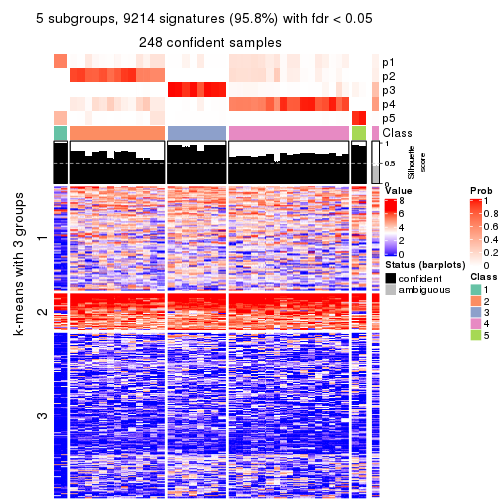 5 subgroups, 9214 signatures (95.8%) with fdr < 0.05
248 confident samples
p1
p2
p3
p4
p5
Class
1
0.5
0
Silhouette
score
k-means with 3 groups
1
2
3
Value
8
6
4
2
0
Status (barplots)
confident
ambiguous
Prob
1
0.8
0.6
0.4
0.2
0
Class
1
2
3
4
5